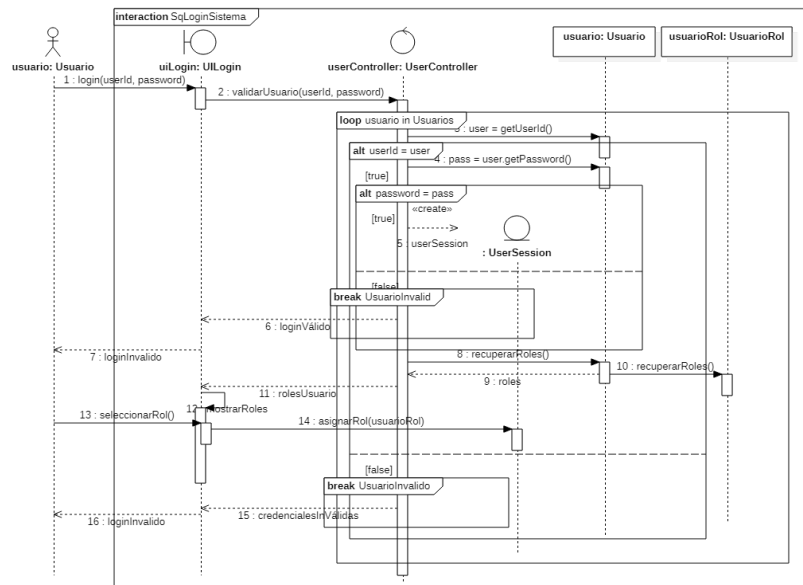 interaction SqLoginSistema
usuario: Usuario
uiLogin: UILogin
userController: UserController
usuario: Usuario
usuarioRol: UsuarioRol
1 : login(userId, password)
2 : validarUsuario(userId, password)
loop usuario in Usuarios
3 : user = getUserId()
alt userId = user
4 : pass = user.getPassword()
[true]
alt password = pass
[true]
«create»
5 : userSession
: UserSession
[false]
break UsuarioInvalid
6 : loginVálido
7 : loginInvalido
8 : recuperarRoles()
9 : roles
10 : recuperarRoles()
11 : rolesUsuario
12 : mostrarRoles
13 : seleccionarRol()
14 : asignarRol(usuarioRol)
[false]
break UsuarioInvalido
15 : credencialesInVálidas
16 : loginInvalido